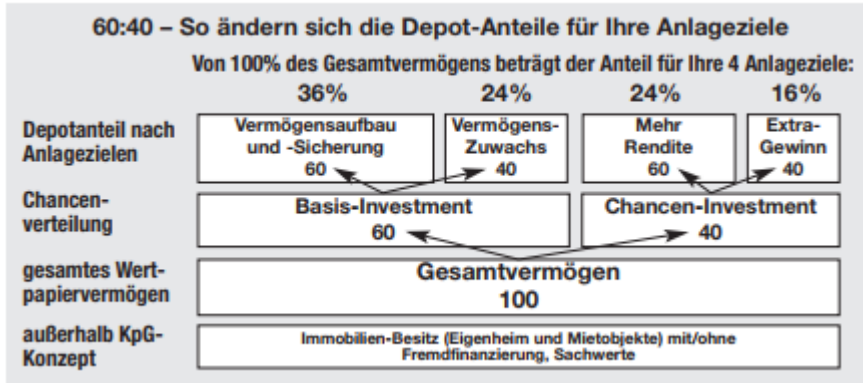 60:40 – So ändern sich die Depot-Anteile für Ihre Anlageziele
Von 100% des Gesamtvermögens beträgt der Anteil für Ihre 4 Anlageziele:
36% 24% 24% 16%
Depotanteil nach
Anlagezielen
Vermögensaufbau
und -Sicherung
60
Vermögens-
Zuwachs
40
Mehr
Rendite
60
Extra-
Gewinn
40
Chancen-
verteilung
Basis-Investment
60
Chancen-Investment
40
gesamtes Wert-
papiervermögen
Gesamtvermögen
100
außerhalb KpG-
Konzept
Immobilien-Besitz (Eigenheim und Mietobjekte) mit/ohne
Fremdfinanzierung, Sachwerte